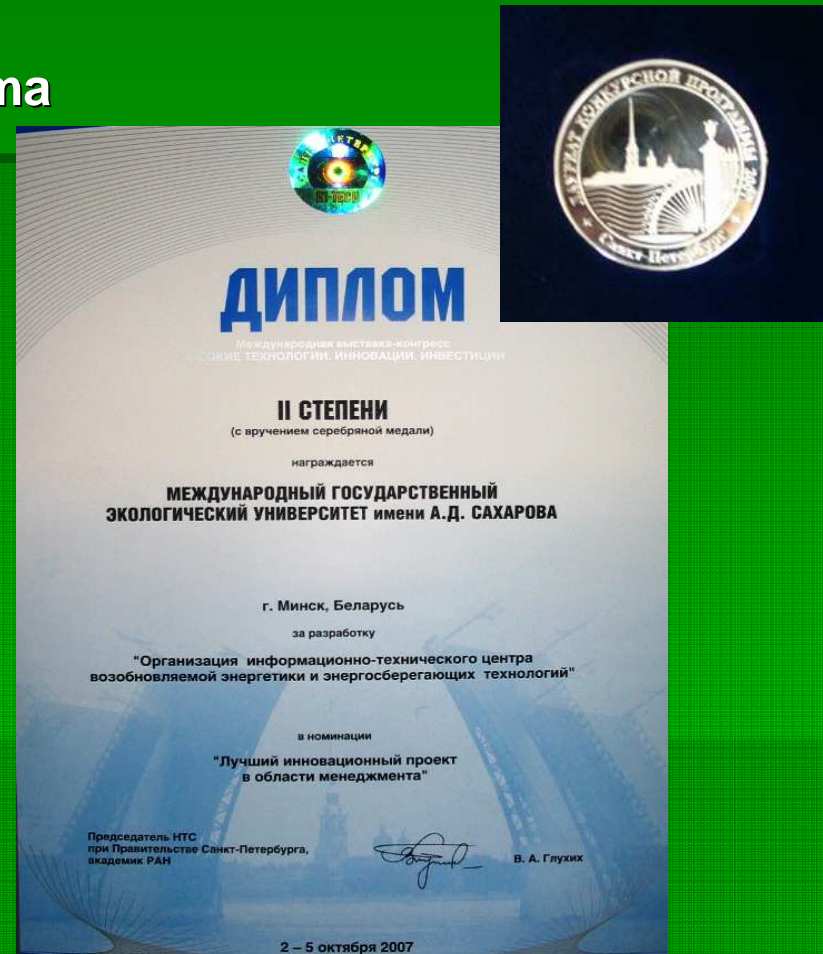 ma
ДИПЛОМ
Международная выставка-конгресс
ТЕХНОЛОГИИ. ИННОВАЦИИ. ИНВЕСТИЦИИ
II СТЕПЕНИ
(с вручением серебряной медали)
награждается
МЕЖДУНАРОДНЫЙ ГОСУДАРСТВЕННЫЙ
ЭКОЛОГИЧЕСКИЙ УНИВЕРСИТЕТ имени А.Д. САХАРОВА
г. Минск, Беларусь
за разработку
"Организация информационно-технического центра
возобновляемой энергетики и энергосберегающих технологий"
в номинации
"Лучший инновационный проект
в области менеджмента"
Председатель НТС
при Правительстве Санкт-Петербурга,
академик РАН
В. А. Глухих
2 – 5 октября 2007
ЛАУРЕАТ КОНКУРСНОЙ ПРОГРАММЫ
Санкт-Петербург
HI-TECH